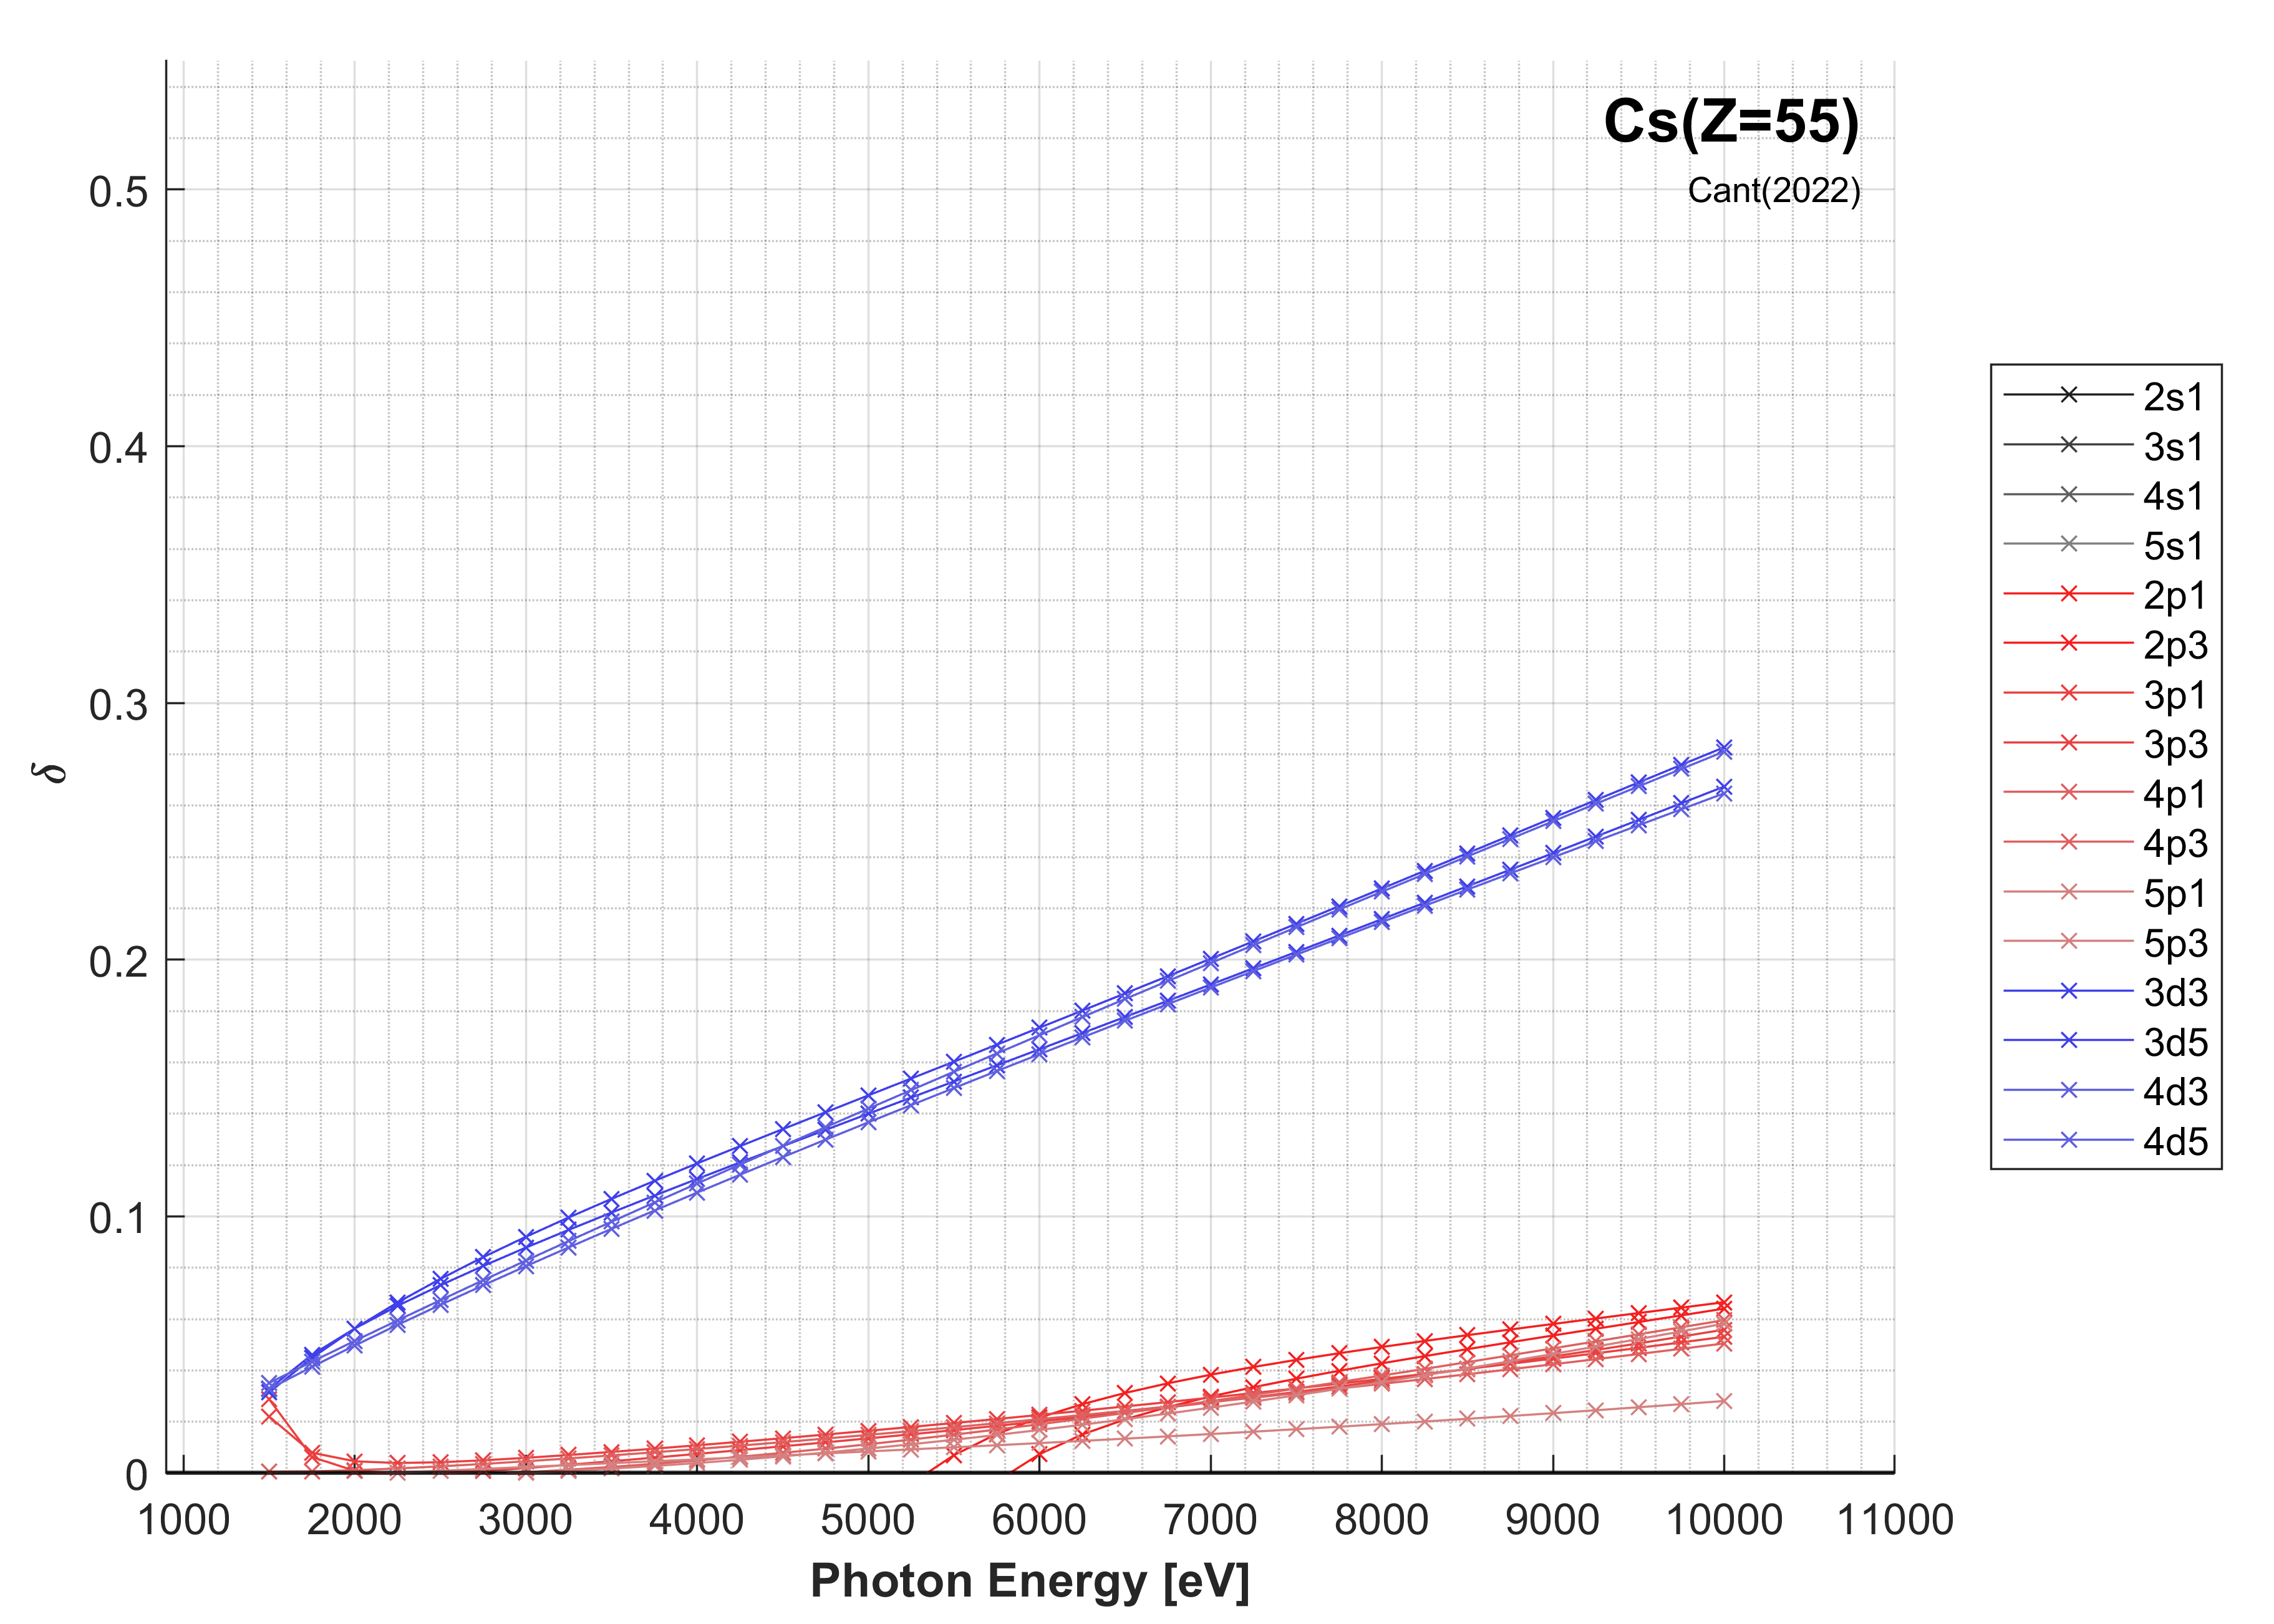 Cs(Z=55)
Cant(2022)
0.5
0.4
0.3
0.2
0.1
0
δ
1000 2000 3000 4000 5000 6000 7000 8000 9000 10000 11000
Photon Energy [eV]
2s1
3s1
4s1
5s1
2p1
2p3
3p1
3p3
4p1
4p3
5p1
5p3
3d3
3d5
4d3
4d5